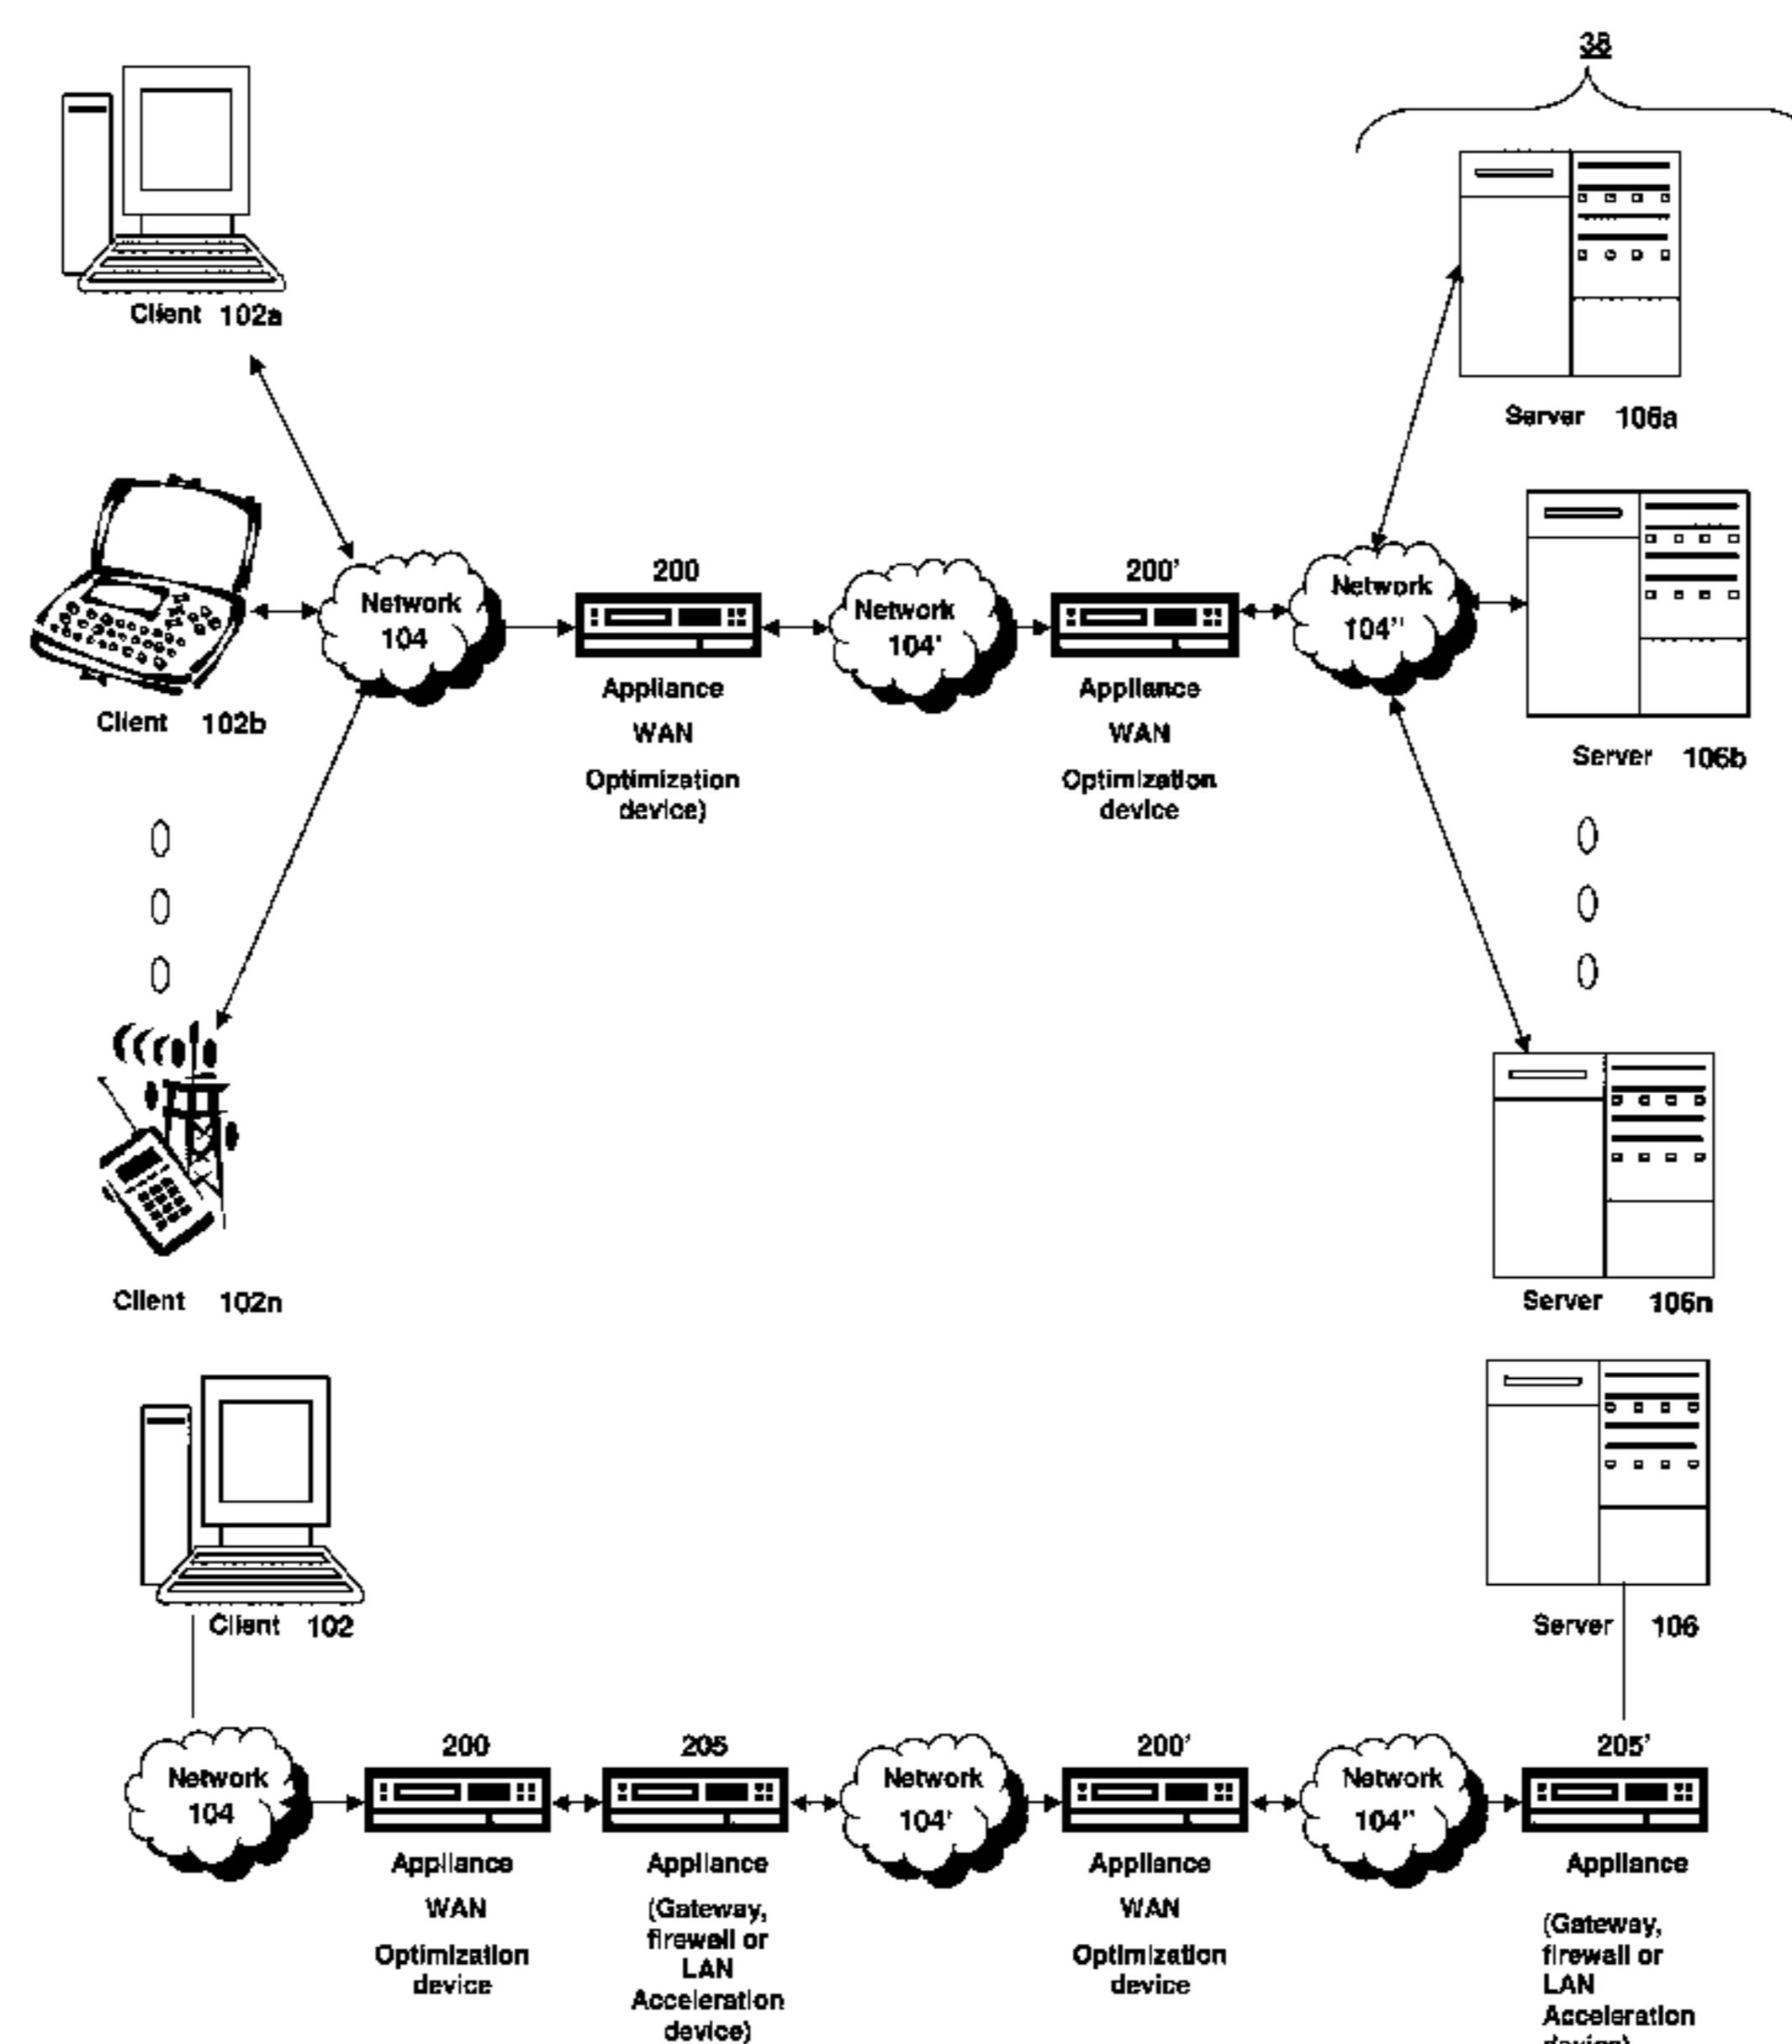 38
Client 102a
Server 106a
Network
104
200
Appliance
WAN
Optimization
device)
Network
104'
200'
Appliance
WAN
Optimization
device
Network
104''
Client 102b
Server 106b
Client 102n
Server 106n
Client 102
Server 106
Network
104
200
Appliance
WAN
Optimization
device
205
Appliance
(Gateway,
firewall or
LAN
Acceleration
device)
Network
104'
200'
Appliance
WAN
Optimization
device
Network
104''
205'
Appliance
(Gateway,
firewall or
LAN
Acceleration
device)